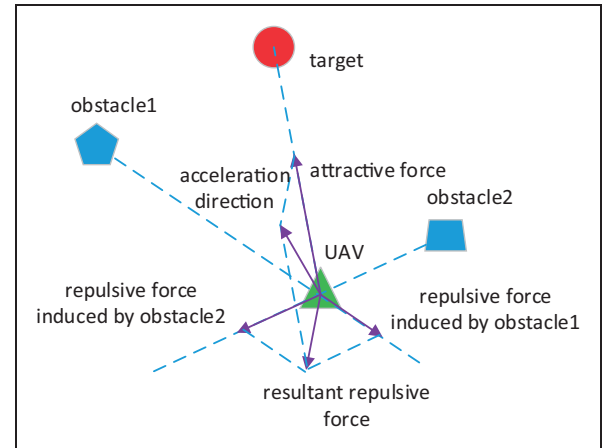 target
obstacle1
acceleration
direction
attractive force
obstacle2
UAV
repulsive force
induced by obstacle2
repulsive force
induced by obstacle1
resultant repulsive
force